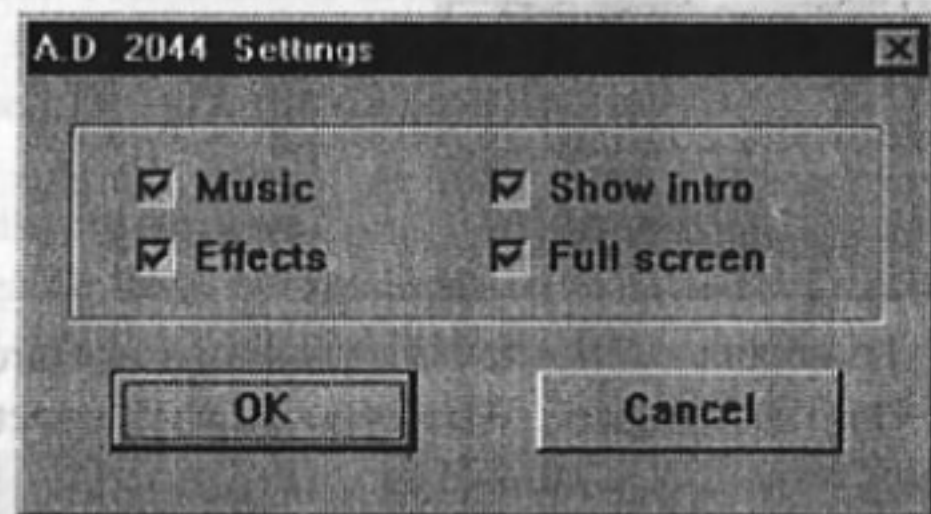 A.D 2044 Settings
Music
Show intro
Effects
Full screen
OK
Cancel